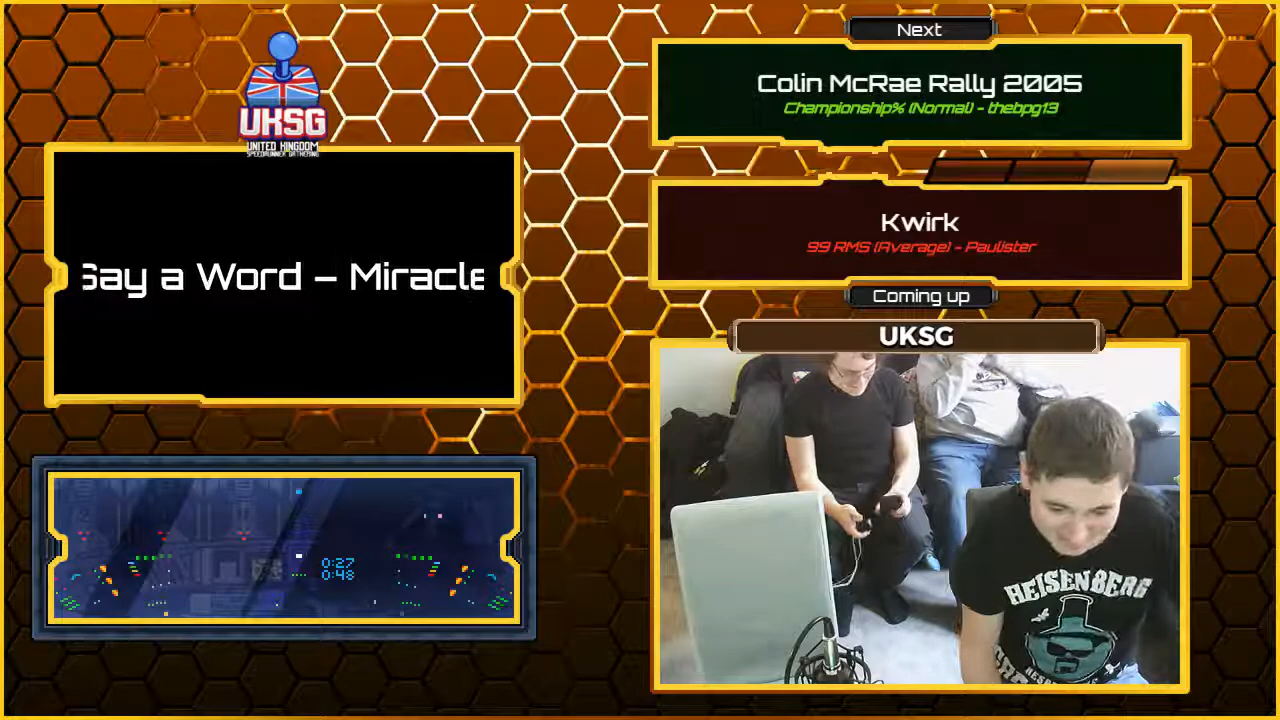 UKSG
UNITED KINGDOM
SPEEDRUNNER GATHERING
Say a Word – Miracle
0:27
0:48
Next
Colin McRae Rally 2005
Championship% (Normal) - thebpg13
Kwirk
99 RMS (Average) - Paulister
Coming up
UKSG
HEISENBERG